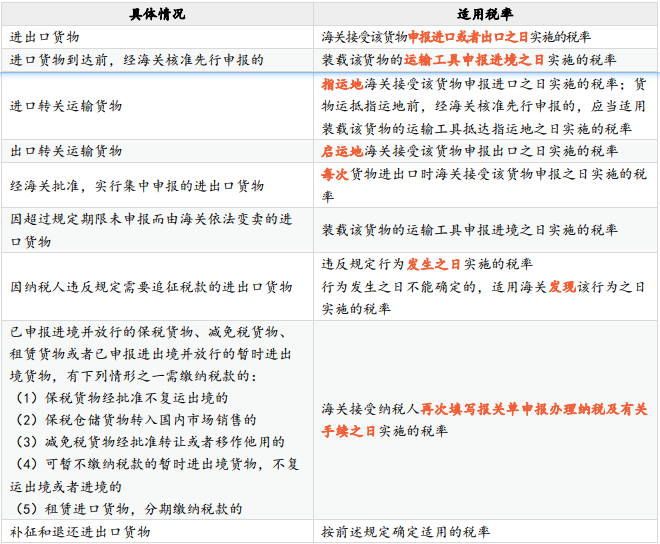 具体情况
适用税率
进出口货物
海关接受该货物申报进口或者出口之日实施的税率
进口货物到达前，经海关核准先行申报的
装载该货物的运输工具申报进境之日实施的税率
进口转关运输货物
指运地海关接受该货物申报进口之日实施的税率；货
物运抵指运地前，经海关核准先行申报的，应当适用
装载该货物的运输工具抵达指运地之日实施的税率
出口转关运输货物
启运地海关接受该货物申报出口之日实施的税率
经海关批准，实行集中申报的进出口货物
每次货物进出口时海关接受该货物申报之日实施的税
率
因超过规定期限未申报而由海关依法变卖的进
口货物
装载该货物的运输工具申报进境之日实施的税率
因纳税人违反规定需要追征税款的进出口货物
违反规定行为发生之日实施的税率
行为发生之日不能确定的，适用海关发现该行为之日
实施的税率
已申报进境并放行的保税货物、减免税货物、
租赁货物或者已申报进出境并放行的暂时进出
境货物，有下列情形之一需缴纳税款的：
（1）保税货物经批准不复运出境的
（2）保税仓储货物转入国内市场销售的
（3）减免税货物经批准转让或者移作他用的
（4）可暂不缴纳税款的暂时进出境货物，不复
运出境或者进境的
（5）租赁进口货物，分期缴纳税款的
海关接受纳税人再次填写报关单申报办理纳税及有关
手续之日实施的税率
补征和退还进出口货物
按前述规定确定适用的税率